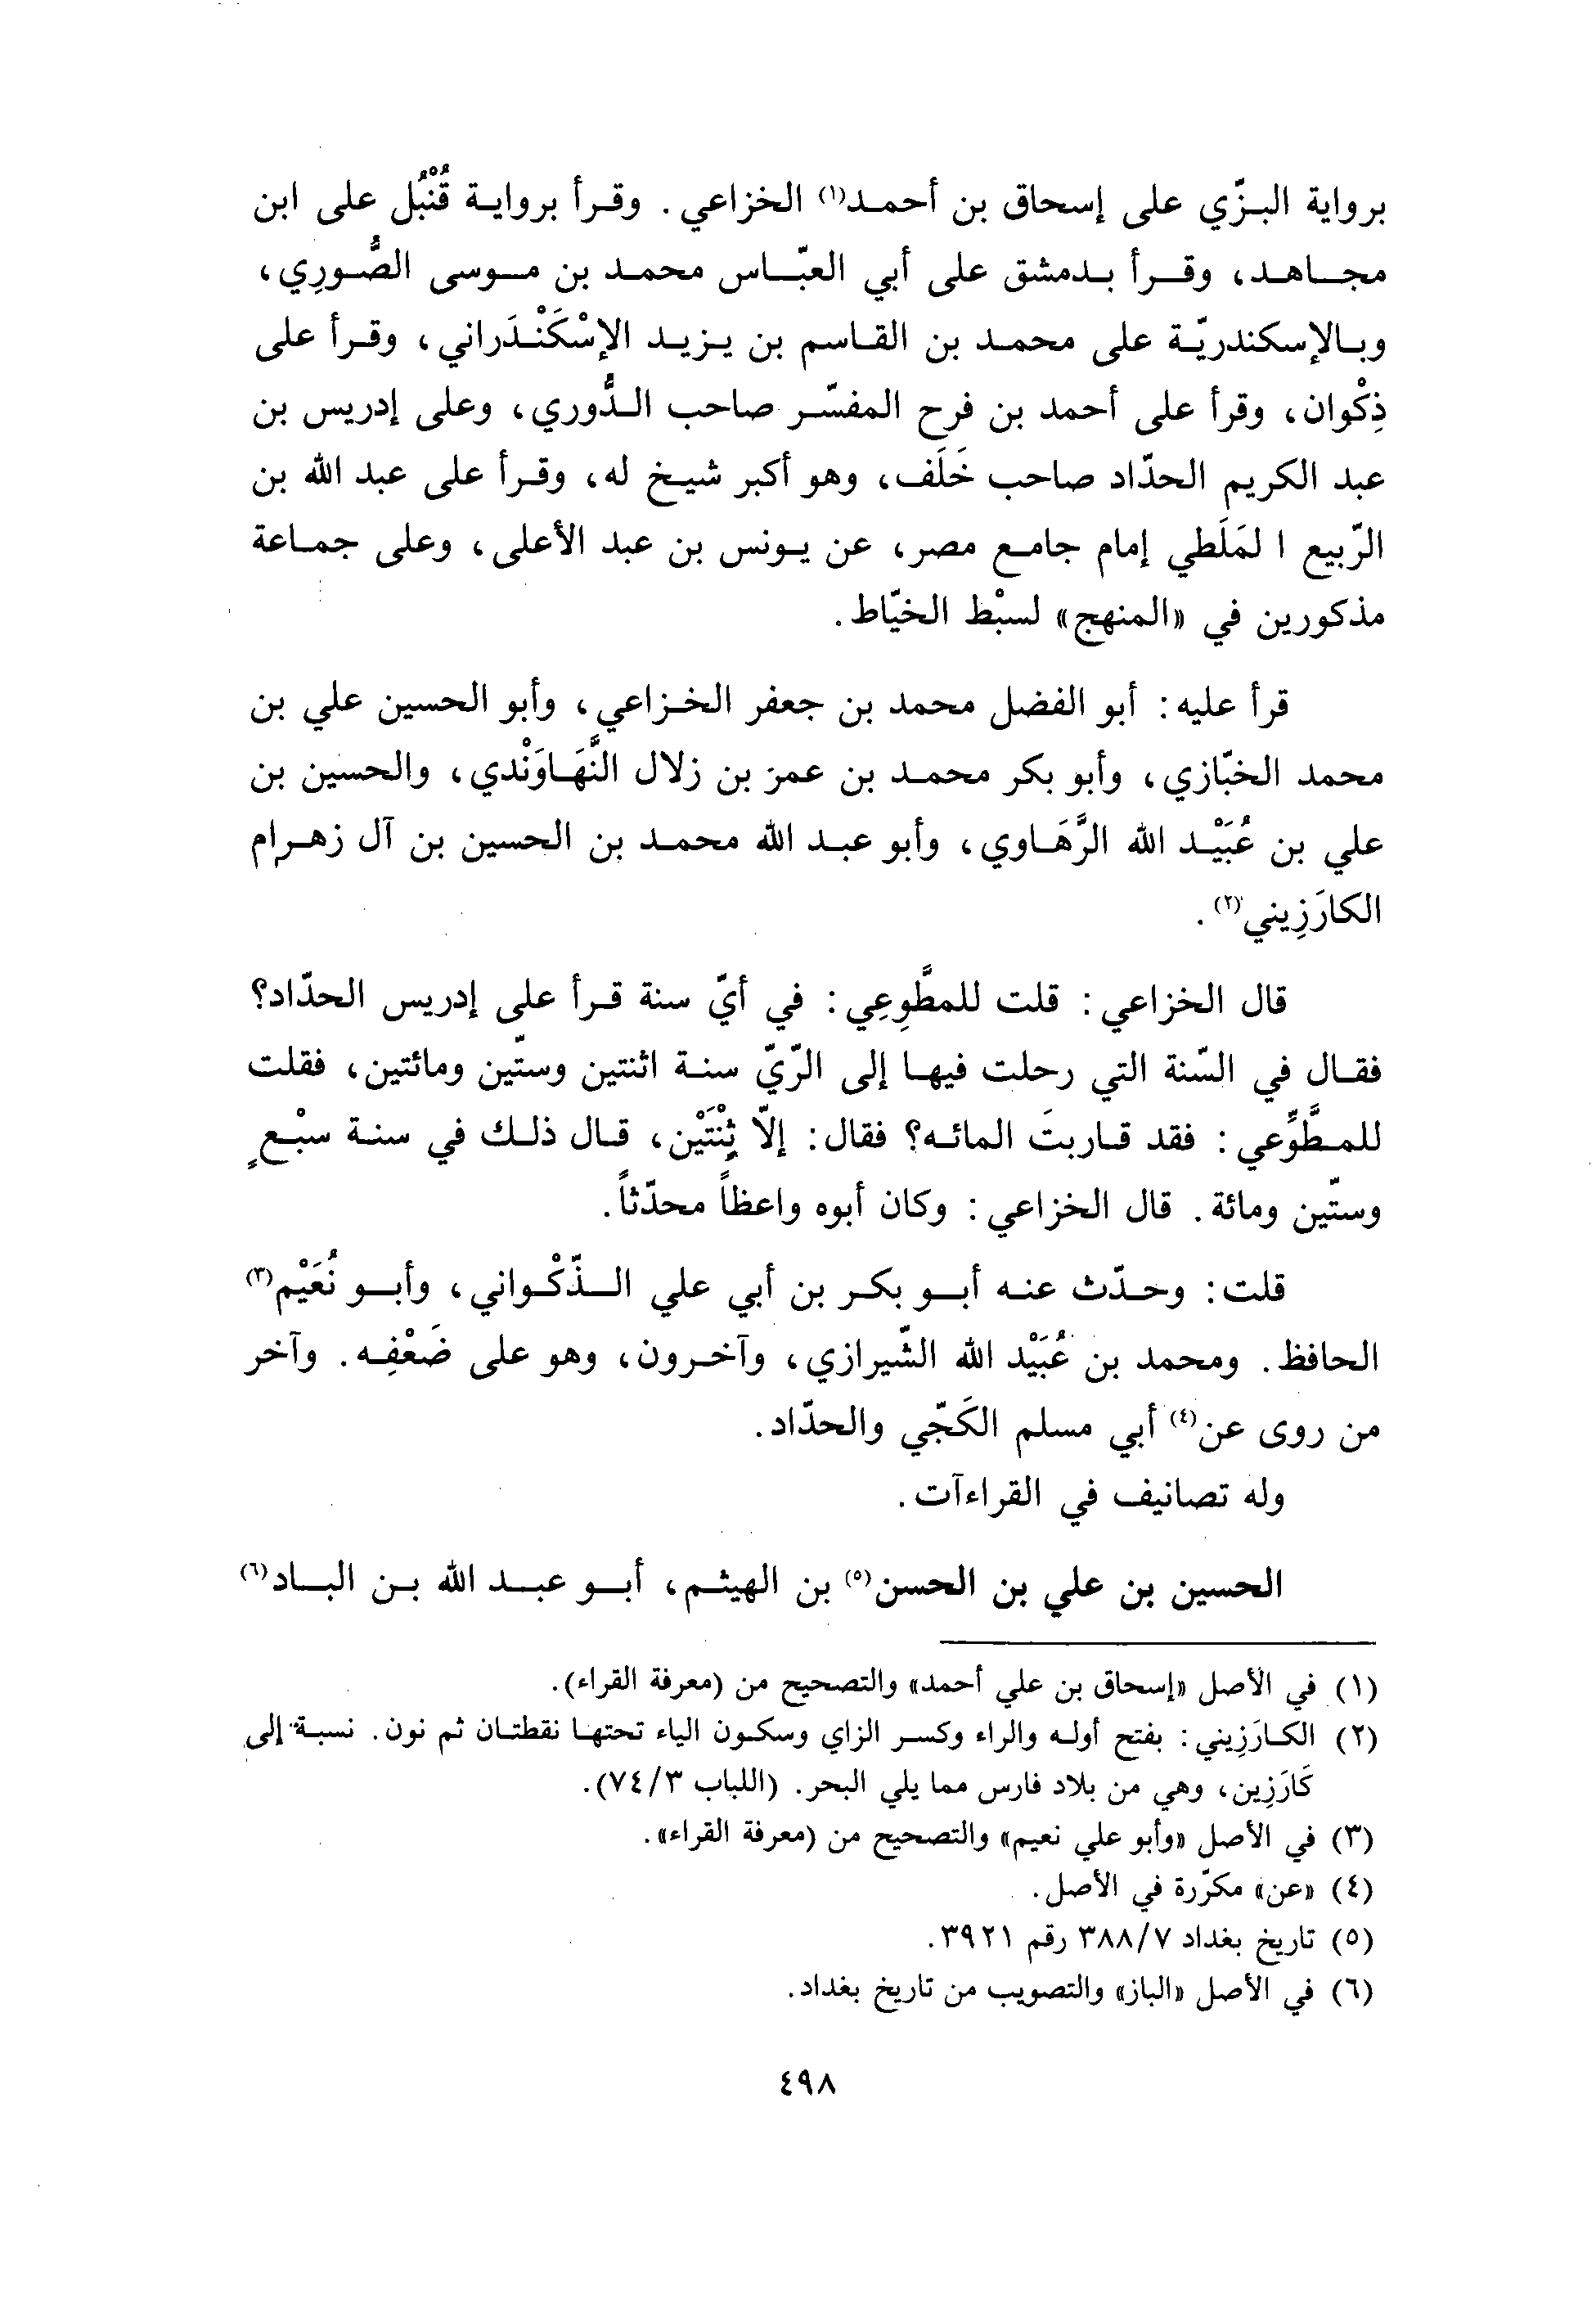 برواية البزّي على إسحاق بن أحمد(١) الخزاعي. وقرأ برواية قُنْبُل على ابن
مجاهد، وقرأ بدمشق على أبي العبّاس محمد بن موسى الصُّورِي،
وبالإسكندريّة على محمد بن القاسم بن يزيد الإسْكَنْدَراني، وقرأ على
ذِكْوان، وقرأ على أحمد بن فرح المفسّر صاحب الدُّوري، وعلى إدريس بن
عبد الكريم الحدّاد صاحب خَلَف، وهو أكبر شيخ له، وقرأ على عبد الله بن
الرّبيع ا لمَلَطي إمام جامع مصر، عن يونس بن عبد الأعلى، وعلى جماعة
مذكورين في «المنهج» لسبْط الخيّاط.
قرأ عليه: أبو الفضل محمد بن جعفر الخزاعي، وأبو الحسين علي بن
محمد الخبّازي، وأبو بكر محمد بن عمر بن زلال النَّهَاوَنْدي، والحسين بن
علي بن عُبَيْد الله الرَّهَاوي، وأبو عبد الله محمد بن الحسين بن آل زهرام
الكارَزِيني(٢).
قال الخزاعي: قلت للمطَّوِعِي: في أيّ سنة قرأ على إدريس الحدّاد؟
فقال في السّنة التي رحلت فيها إلى الرّيّ سنة اثنتين وستّين ومائتين، فقلت
للمطَّوِّعي: فقد قاربتَ المائه؟ فقال: إلاّ ثِنْتَيْن، قال ذلك في سنة سبْعٍ
وستّين ومائة. قال الخزاعي: وكان أبوه واعظاً محدّثاً.
قلت: وحدّث عنه أبو بكر بن أبي علي الذّكْواني، وأبو نُعَيْم(٣)
الحافظ. ومحمد بن عُبَيْد الله الشّيرازي، وآخرون، وهو على ضَعْفِه. وآخر
من روى عن(٤) أبي مسلم الكَجّي والحدّاد.
وله تصانيف في القراءآت.
الحسين بن علي بن الحسن(٥) بن الهيثم، أبو عبد الله بن الباد(٦)
(١) في الأصل «إسحاق بن علي أحمد» والتصحيح من (معرفة القراء).
(٢) الكارَزِيني: بفتح أوله والراء وكسر الزاي وسكون الياء تحتها نقطتان ثم نون. نسبة إلى
كَارَزِين، وهي من بلاد فارس مما يلي البحر. (اللباب ٧٤/٣).
(٣) في الأصل «وأبو علي نعيم» والتصحيح من (معرفة القراء».
(٤) «عن» مكرّرة في الأصل.
(٥) تاريخ بغداد ٣٨٨/٧ رقم ٣٩٢١.
(٦) في الأصل «الباز» والتصويب من تاريخ بغداد.
٤٩٨